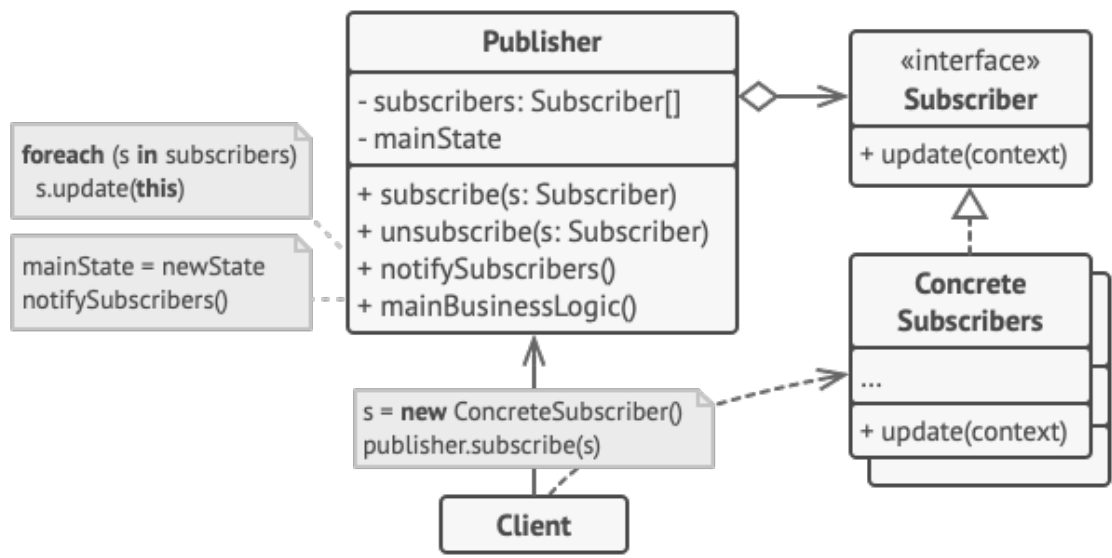 Publisher
- subscribers: Subscriber[]
- mainState
+ subscribe(s: Subscriber)
+ unsubscribe(s: Subscriber)
+ notifySubscribers()
+ mainBusinessLogic()
«interface»
Subscriber
+ update(context)
foreach (s in subscribers)
s.update(this)
mainState = newState
notifySubscribers()
Concrete
Subscribers
...
+ update(context)
s = new ConcreteSubscriber()
publisher.subscribe(s)
Client